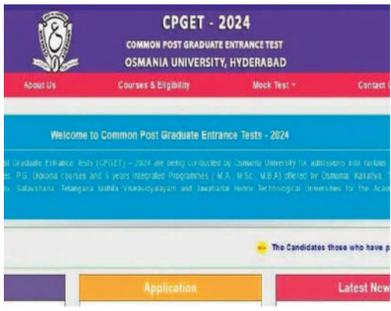 CPGET - 2024
COMMON POST GRADUATE ENTRANCE TEST
OSMANIA UNIVERSITY, HYDERABAD
About Us Courses & Eligibility Mock Test Contact
Welcome to Common Post Graduate Entrance Tests - 2024
Graduate Entrance Tests (CPGET) - 2024 are being conducted by Osmania University for admissions into various
P.G. Diploma courses and 5 years Integrated Programmes ( M.A, M.Sc., M.B.A) offered by Osmania, Kakatiya, T
Satavahana, Telangana Mahila Viswavidyalayam and Jawaharlal Nehru Technological Universities for the Acad
The Candidates those who have p
Application Latest New